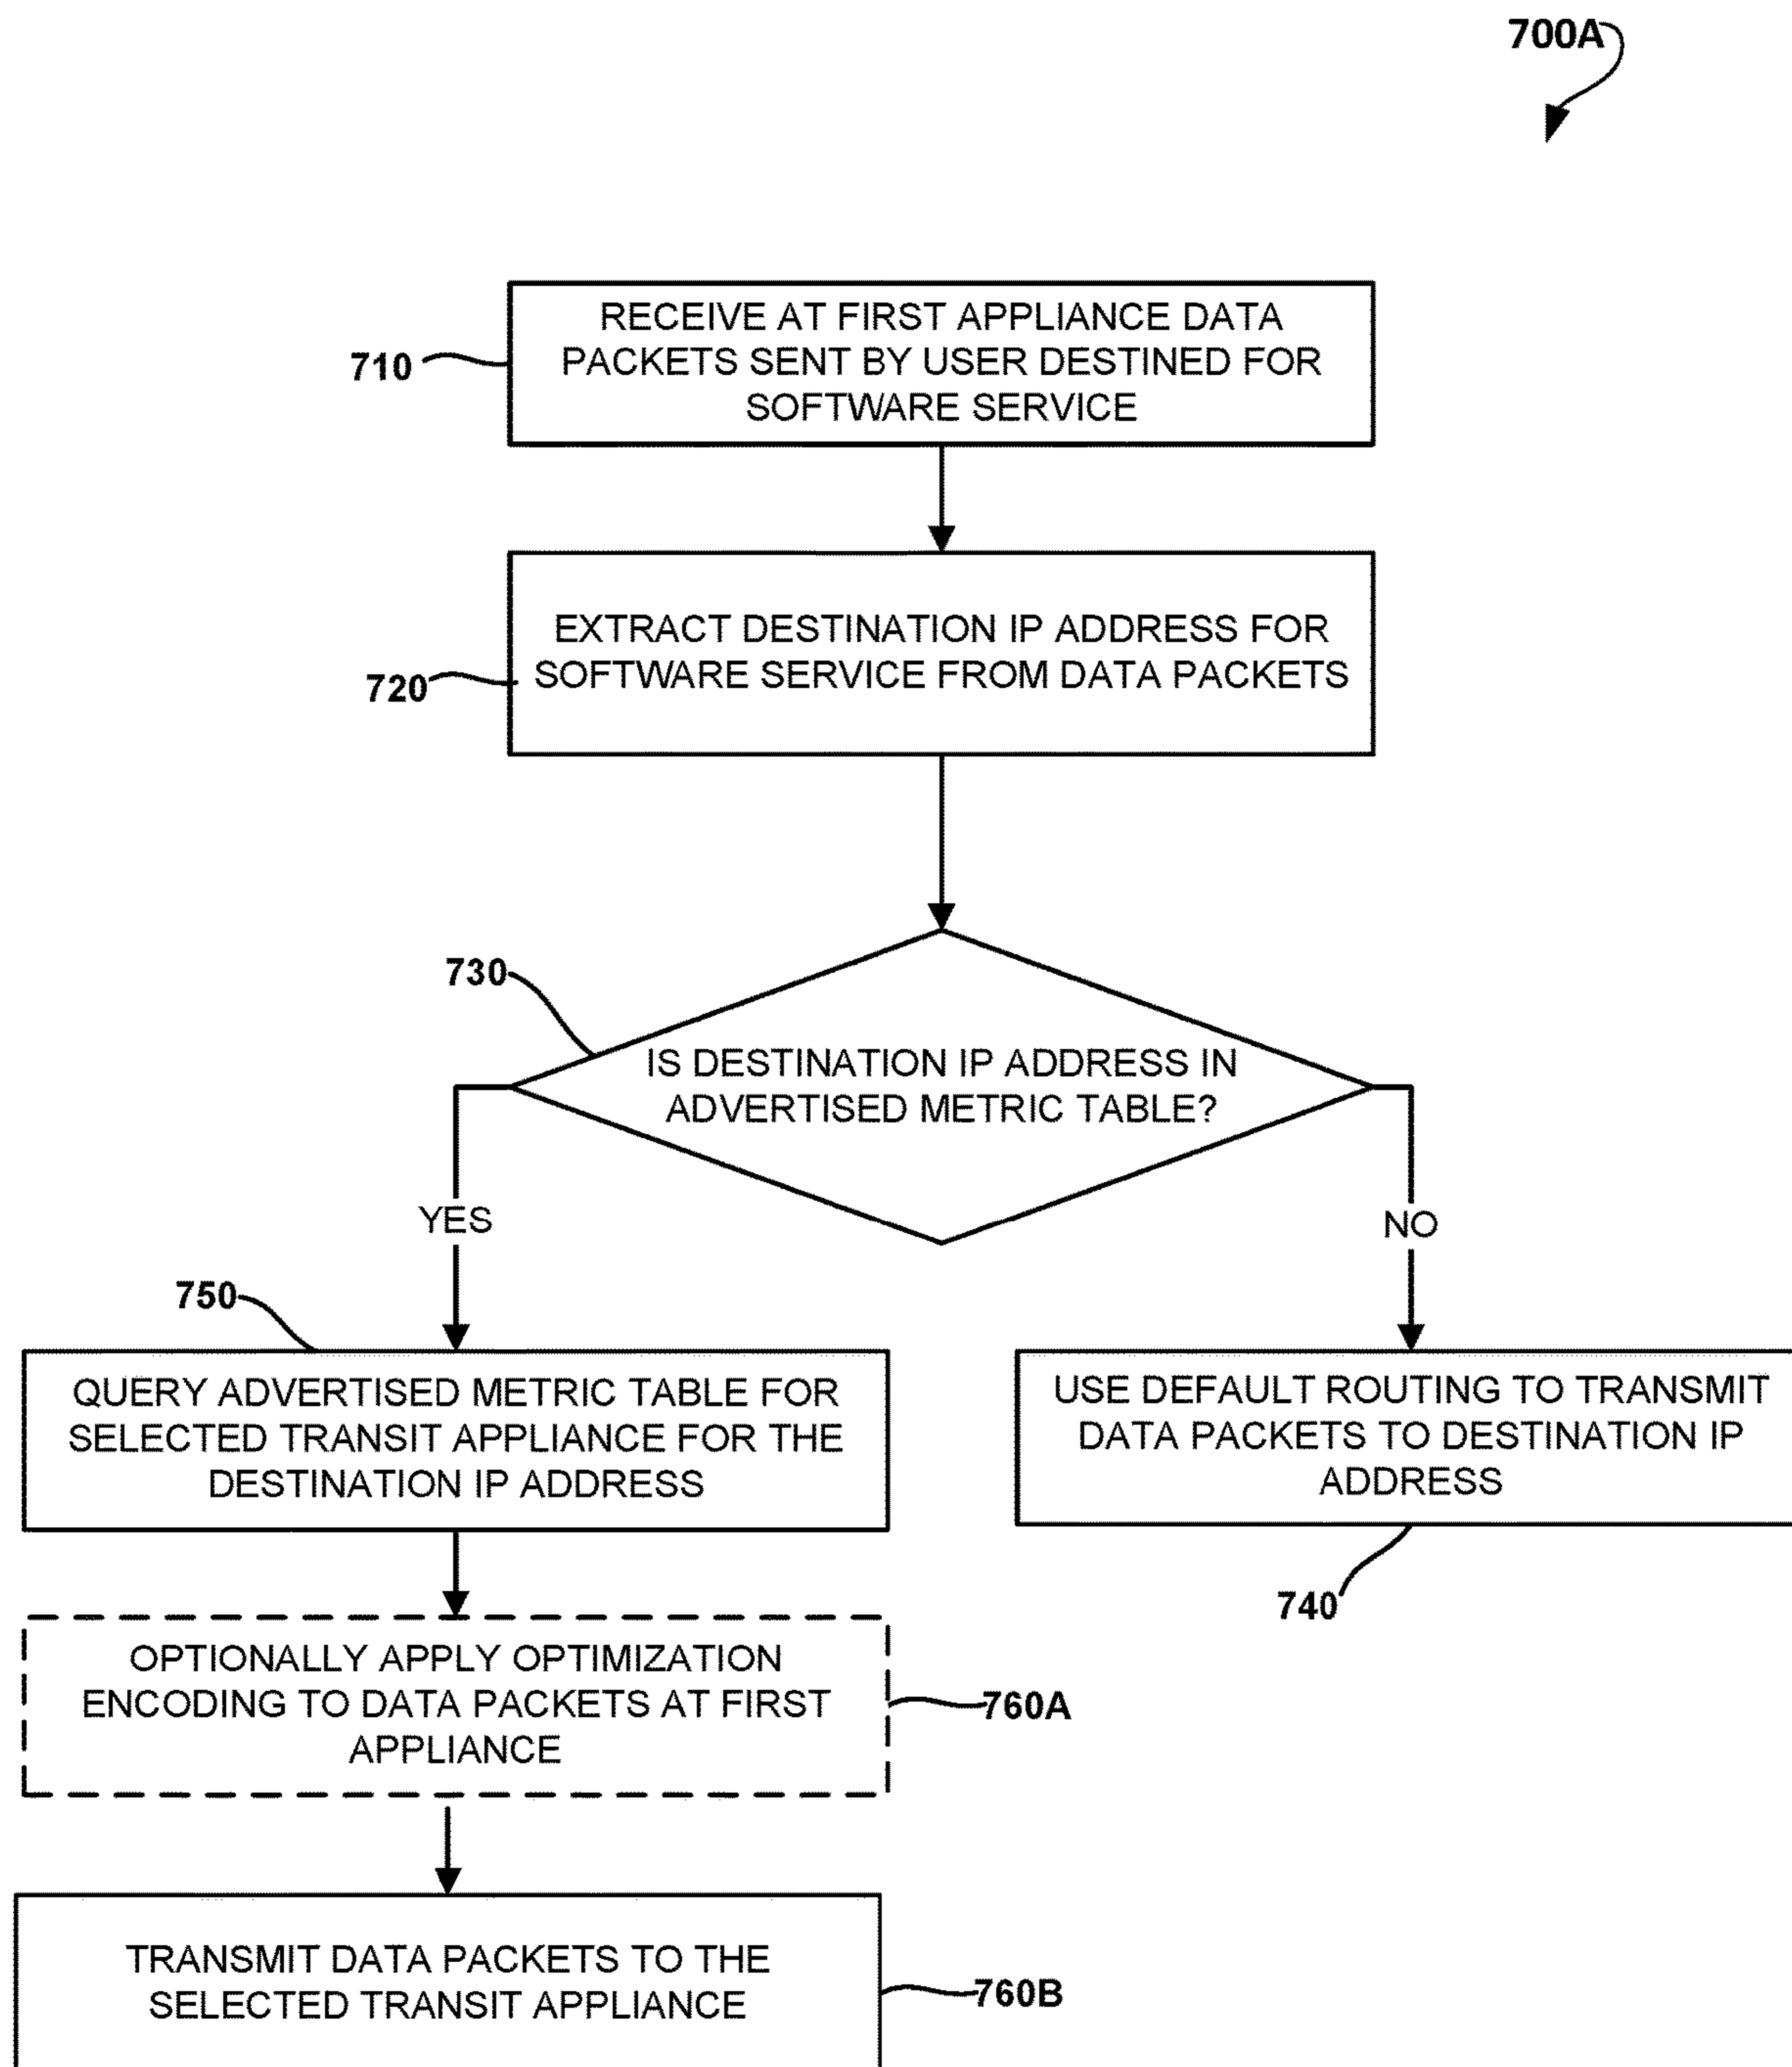 700A
RECEIVE AT FIRST APPLIANCE DATA
PACKETS SENT BY USER DESTINED FOR
SOFTWARE SERVICE
710
EXTRACT DESTINATION IP ADDRESS FOR
SOFTWARE SERVICE FROM DATA PACKETS
720
730
IS DESTINATION IP ADDRESS IN
ADVERTISED METRIC TABLE?
YES
NO
750
QUERY ADVERTISED METRIC TABLE FOR
SELECTED TRANSIT APPLIANCE FOR THE
DESTINATION IP ADDRESS
USE DEFAULT ROUTING TO TRANSMIT
DATA PACKETS TO DESTINATION IP
ADDRESS
740
OPTIONALLY APPLY OPTIMIZATION
ENCODING TO DATA PACKETS AT FIRST
APPLIANCE
760A
TRANSMIT DATA PACKETS TO THE
SELECTED TRANSIT APPLIANCE
760B